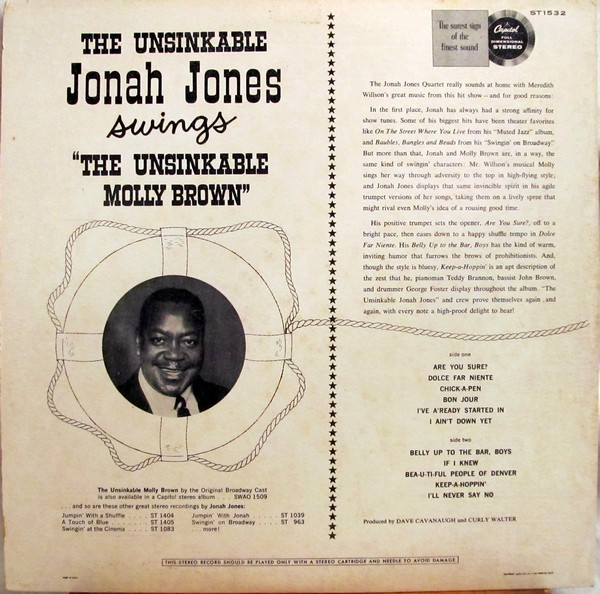 THE UNSINKABLE
Jonah Jones
swings
"THE UNSINKABLE
MOLLY BROWN"
The Unsinkable Molly Brown by the Original Broadway Cast
is also available in a Capitol stereo album . . . SWAO 1509
. . . and so are these other great stereo recordings by Jonah Jones:
Jumpin' With a Shuffle . . . ST 1404 Jumpin' With Jonah . . . ST 1039
A Touch of Blue . . . ST 1405 Swingin' on Broadway . . . ST 963
Swingin' at the Cinema . . . ST 1083 . . . more!
ST1532
The surest sign
of the
finest sound
Capitol
FULL
DIMENSIONAL
STEREO
The Jonah Jones Quartet really sounds at home with Meredith
Willson's great music from this hit show — and for good reasons:
In the first place, Jonah has always had a strong affinity for
show tunes. Some of his biggest hits have been theater favorites
like On The Street Where You Live from his "Muted Jazz" album,
and Baubles, Bangles and Beads from his "Swingin' on Broadway."
But more than that, Jonah and Molly Brown are, in a way, the
same kind of swingin' characters: Mr. Willson's musical Molly
sings her way through adversity to the top in high-flying style;
and Jonah Jones displays that same invincible spirit in his agile
trumpet versions of her songs, taking them on a lively spree that
might rival even Molly's idea of a rousing good time.
His positive trumpet sets the opener, Are You Sure?, off to a
bright pace, then eases down to a happy shuffle tempo in Dolce
Far Niente. His Belly Up to the Bar, Boys has the kind of warm,
inviting humor that furrows the brows of prohibitionists. And,
though the style is bluesy, Keep-a-Hoppin' is an apt description of
the zest that he, pianoman Teddy Brannon, bassist John Brown,
and drummer George Foster display throughout the album. "The
Unsinkable Jonah Jones" and crew prove themselves again and
again, with every note a high-proof delight to hear!
side one
ARE YOU SURE?
DOLCE FAR NIENTE
CHICK-A-PEN
BON JOUR
I'VE A'READY STARTED IN
I AIN'T DOWN YET
side two
BELLY UP TO THE BAR, BOYS
IF I KNEW
BEA-U-TI-FUL PEOPLE OF DENVER
KEEP-A-HOPPIN'
I'LL NEVER SAY NO
Produced by DAVE CAVANAUGH and CURLY WALTER
THIS STEREO RECORD SHOULD BE PLAYED ONLY WITH A STEREO CARTRIDGE AND NEEDLE TO AVOID DAMAGE